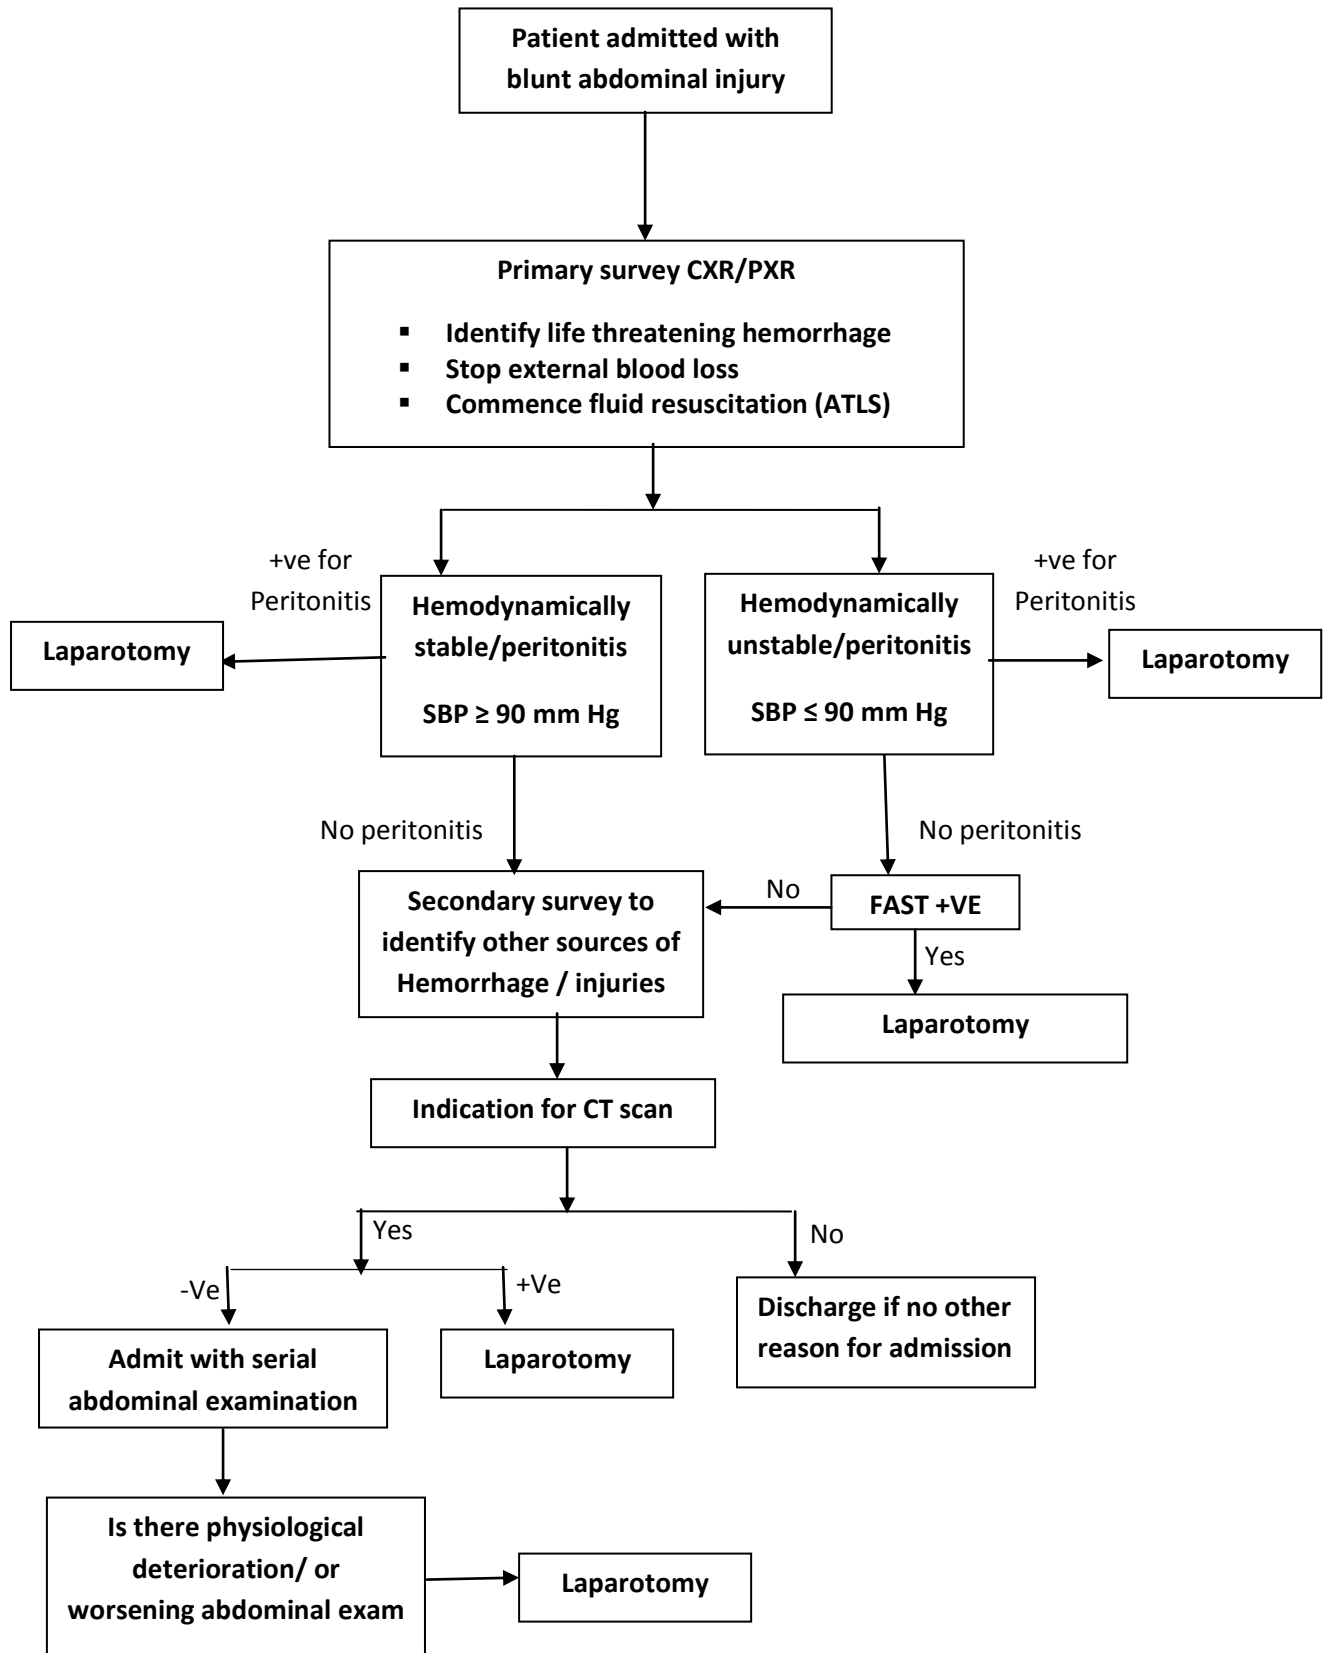 Patient admitted with
blunt abdominal injury
Primary survey CXR/PXR
▪ Identify life threatening hemorrhage
▪ Stop external blood loss
▪ Commence fluid resuscitation (ATLS)
+ve for
Peritonitis
Laparotomy
Hemodynamically
stable/peritonitis
SBP ≥ 90 mm Hg
Hemodynamically
unstable/peritonitis
SBP ≤ 90 mm Hg
+ve for
Peritonitis
Laparotomy
No peritonitis
No peritonitis
Secondary survey to
identify other sources of
Hemorrhage / injuries
No
FAST +VE
Yes
Laparotomy
Indication for CT scan
Yes
No
-Ve
+Ve
Admit with serial
abdominal examination
Laparotomy
Discharge if no other
reason for admission
Is there physiological
deterioration/ or
worsening abdominal exam
Laparotomy